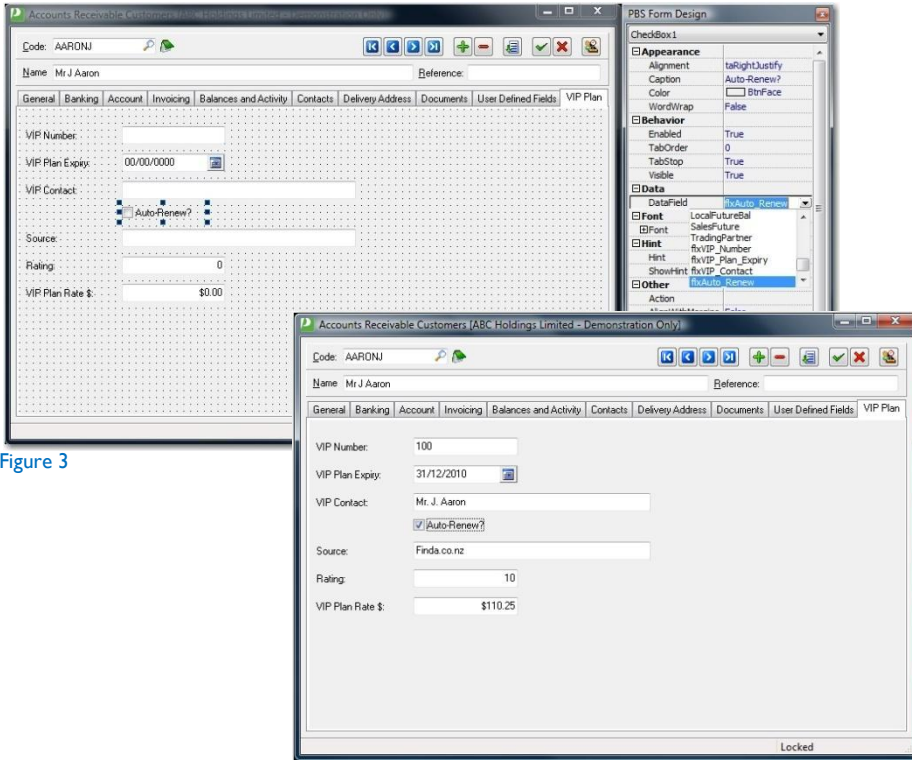 Accounts Receivable Customers [ABC Holdings Limited - Demonstration Only]
Code: AARONJ
Name Mr J Aaron Reference:
General Banking Account Invoicing Balances and Activity Contacts Delivery Address Documents User Defined Fields VIP Plan
VIP Number:
VIP Plan Expiry: 00/00/0000
VIP Contact:
Auto-Renew?
Source:
Rating: 0
VIP Plan Rate $: $0.00
PBS Form Design
CheckBox1
Appearance
Alignment taRightJustify
Caption Auto-Renew?
Color BtnFace
WordWrap False
Behavior
Enabled True
TabOrder 0
TabStop True
Visible True
Data
DataField flxAuto_Renew
Font LocalFutureBal
Font SalesFuture
TradingPartner
Hint flxVIP_Number
Hint flxVIP_Plan_Expiry
ShowHint flxVIP_Contact
Other flxAuto_Renew
Action
Figure 3
Accounts Receivable Customers [ABC Holdings Limited - Demonstration Only]
Code: AARONJ
Name Mr J Aaron Reference:
General Banking Account Invoicing Balances and Activity Contacts Delivery Address Documents User Defined Fields VIP Plan
VIP Number: 100
VIP Plan Expiry: 31/12/2010
VIP Contact: Mr. J. Aaron
Auto-Renew?
Source: Finda.co.nz
Rating: 10
VIP Plan Rate $: $110.25
Locked